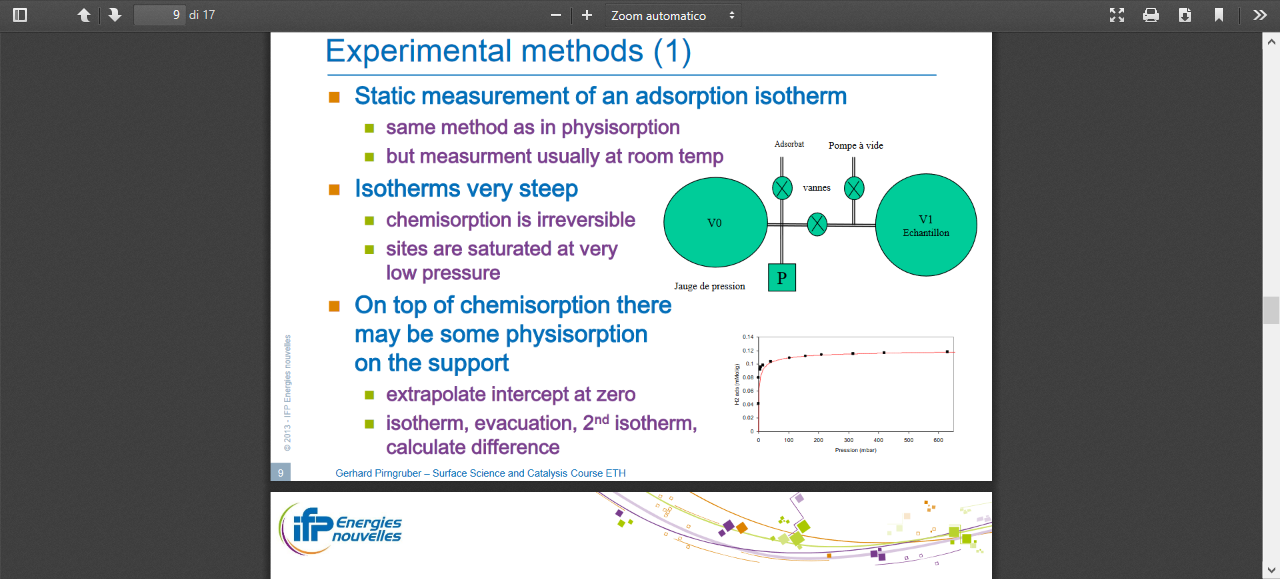 9 di 17
Zoom automatico
Experimental methods (1)
Static measurement of an adsorption isotherm
same method as in physisorption
but measurment usually at room temp
Isotherms very steep
chemisorption is irreversible
sites are saturated at very
low pressure
On top of chemisorption there
may be some physisorption
on the support
extrapolate intercept at zero
isotherm, evacuation, 2nd isotherm,
calculate difference
Adsorbat
Pompe à vide
vannes
V0
V1
Echantillon
P
Jauge de pression
0.14
0.12
0.1
0.08
0.06
0.04
0.02
0
H2 ads (mMol/g)
0 100 200 300 400 500 600
Pression (mbar)
© 2013 - IFP Energies nouvelles
9
Gerhard Pirngruber – Surface Science and Catalysis Course ETH
ifp Energies
nouvelles